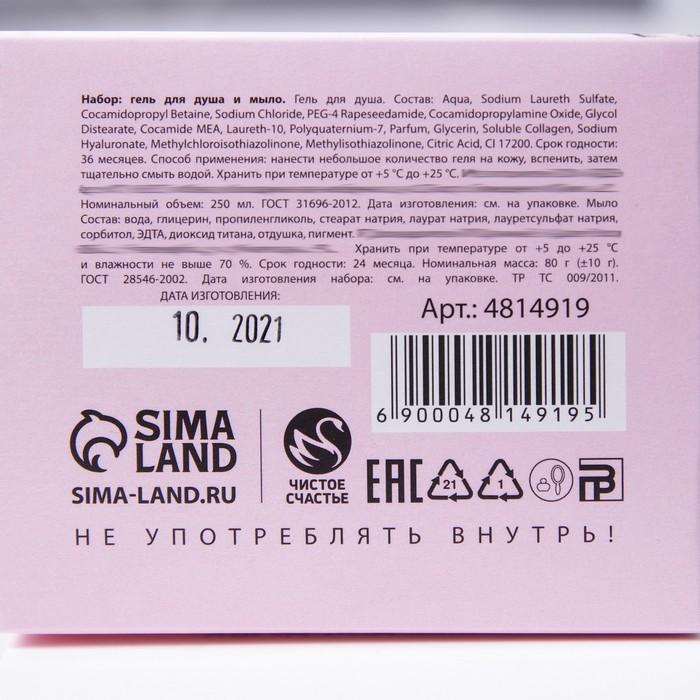 Набор: гель для душа и мыло. Гель для душа. Состав: Aqua, Sodium Laureth Sulfate,
Cocamidopropyl Betaine, Sodium Chloride, PEG-4 Rapeseedamide, Cocamidopropylamine Oxide, Glycol
Distearate, Cocamide MEA, Laureth-10, Polyquaternium-7, Parfum, Glycerin, Soluble Collagen, Sodium
Hyaluronate, Methylchloroisothiazolinone, Methylisothiazolinone, Citric Acid, CI 17200. Срок годности:
36 месяцев. Способ применения: нанести небольшое количество геля на кожу, вспенить, затем
тщательно смыть водой. Хранить при температуре от +5 °С до +25 °С.
Номинальный объем: 250 мл. ГОСТ 31696-2012. Дата изготовления: см. на упаковке. Мыло
Состав: вода, глицерин, пропиленгликоль, стеарат натрия, лаурат натрия, лауретсульфат натрия,
сорбитол, ЭДТА, диоксид титана, отдушка, пигмент.
Хранить при температуре от +5 до +25 °С
и влажности не выше 70 %. Срок годности: 24 месяца. Номинальная масса: 80 г (±10 г).
ГОСТ 28546-2002. Дата изготовления набора: см. на упаковке. ТР ТС 009/2011.
ДАТА ИЗГОТОВЛЕНИЯ:
10. 2021
Арт.: 4814919
6 900048 149195
SIMA
LAND
SIMA-LAND.RU
ЧИСТОЕ
СЧАСТЬЕ
EAC
21
1
НЕ УПОТРЕБЛЯТЬ ВНУТРЬ!